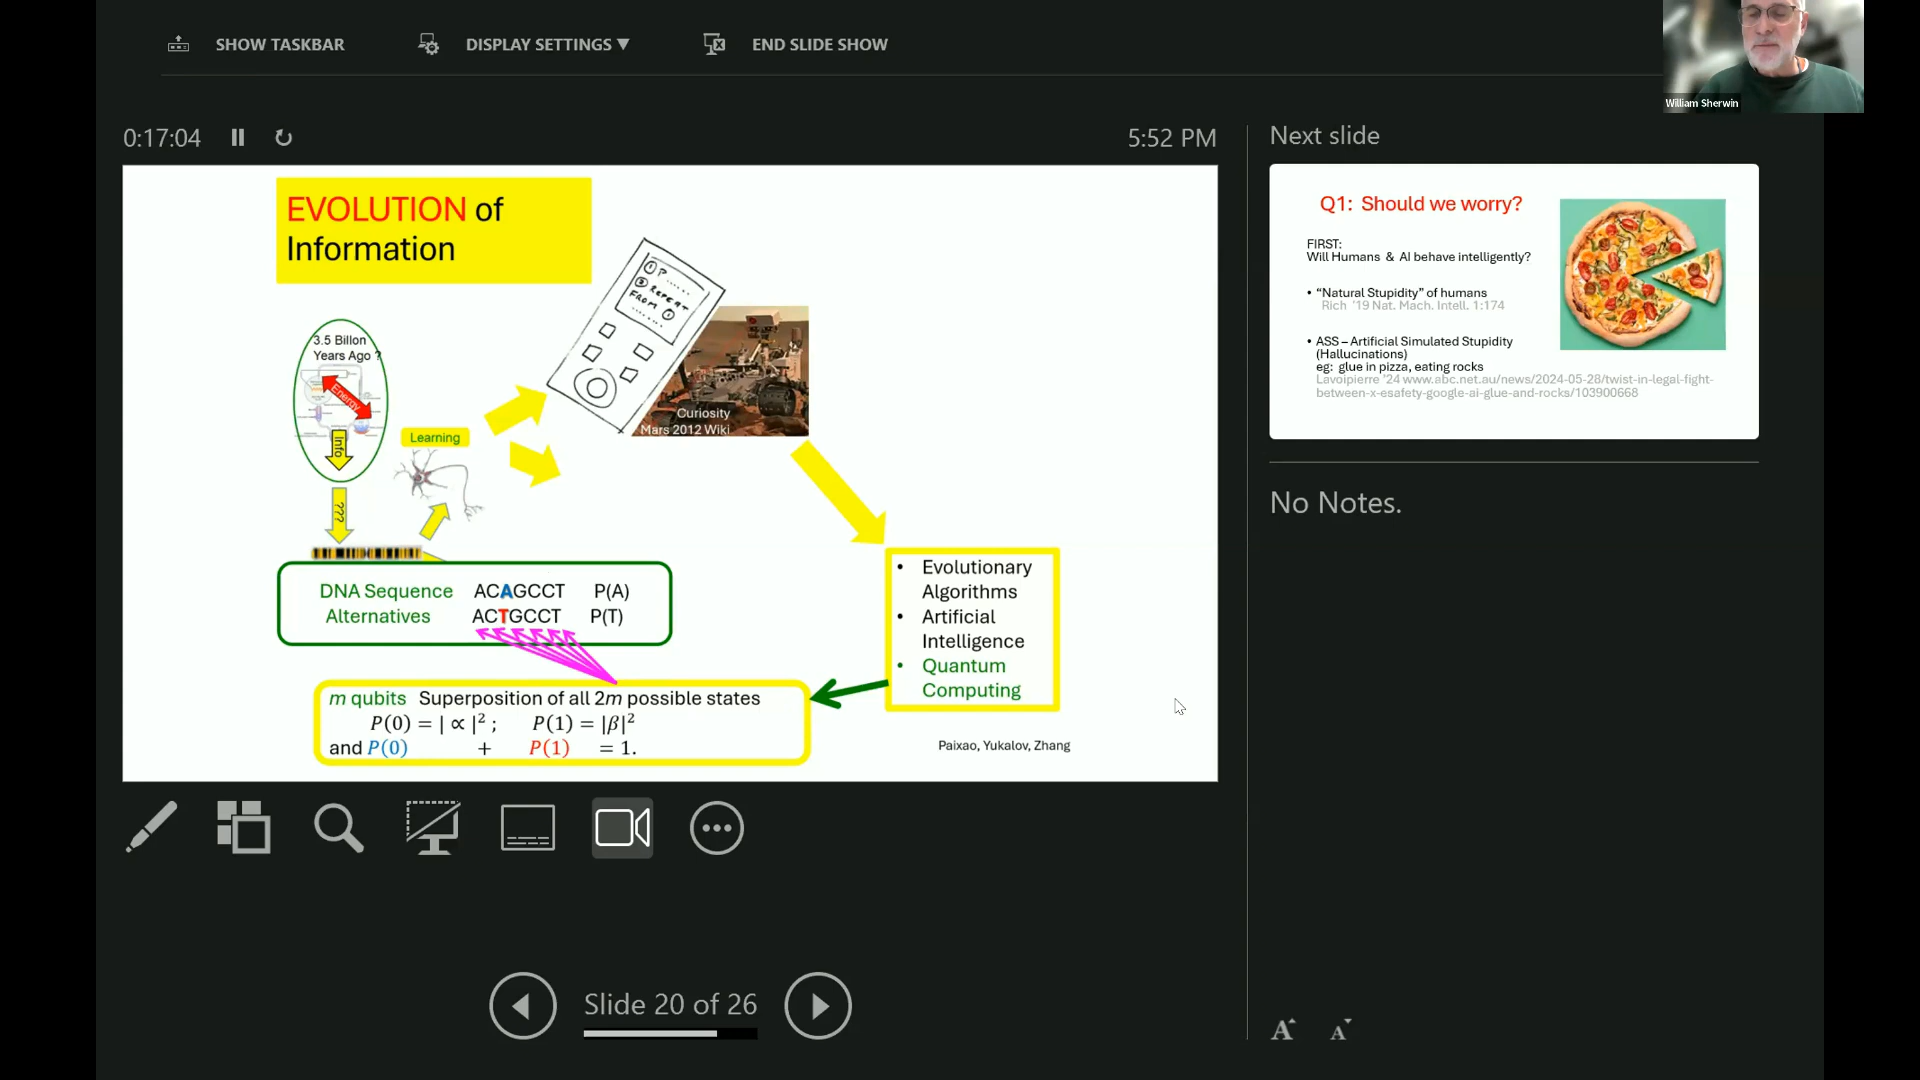 SHOW TASKBAR
DISPLAY SETTINGS ▼
END SLIDE SHOW
William Sherwin
0:17:04
5:52 PM
Next slide
EVOLUTION of
Information
3.5 Billon
Years Ago ?
Energy
Info
???
Learning
① P
② REPEAT
FROM ①
Curiosity
Mars 2012 Wiki
DNA Sequence ACAGCCT P(A)
Alternatives ACTGCCT P(T)
• Evolutionary
Algorithms
• Artificial
Intelligence
• Quantum
Computing
m qubits Superposition of all 2m possible states
P(0) = | ∝ |² ; P(1) = |β|²
and P(0) + P(1) = 1.
Paixao, Yukalov, Zhang
Q1: Should we worry?
FIRST:
Will Humans & AI behave intelligently?
• “Natural Stupidity” of humans
Rich ’19 Nat. Mach. Intell. 1:174
• ASS – Artificial Simulated Stupidity
(Hallucinations)
eg: glue in pizza, eating rocks
Lavoipierre ’24 www.abc.net.au/news/2024-05-28/twist-in-legal-fight-
between-x-esafety-google-ai-glue-and-rocks/103900668
No Notes.
Slide 20 of 26
A A